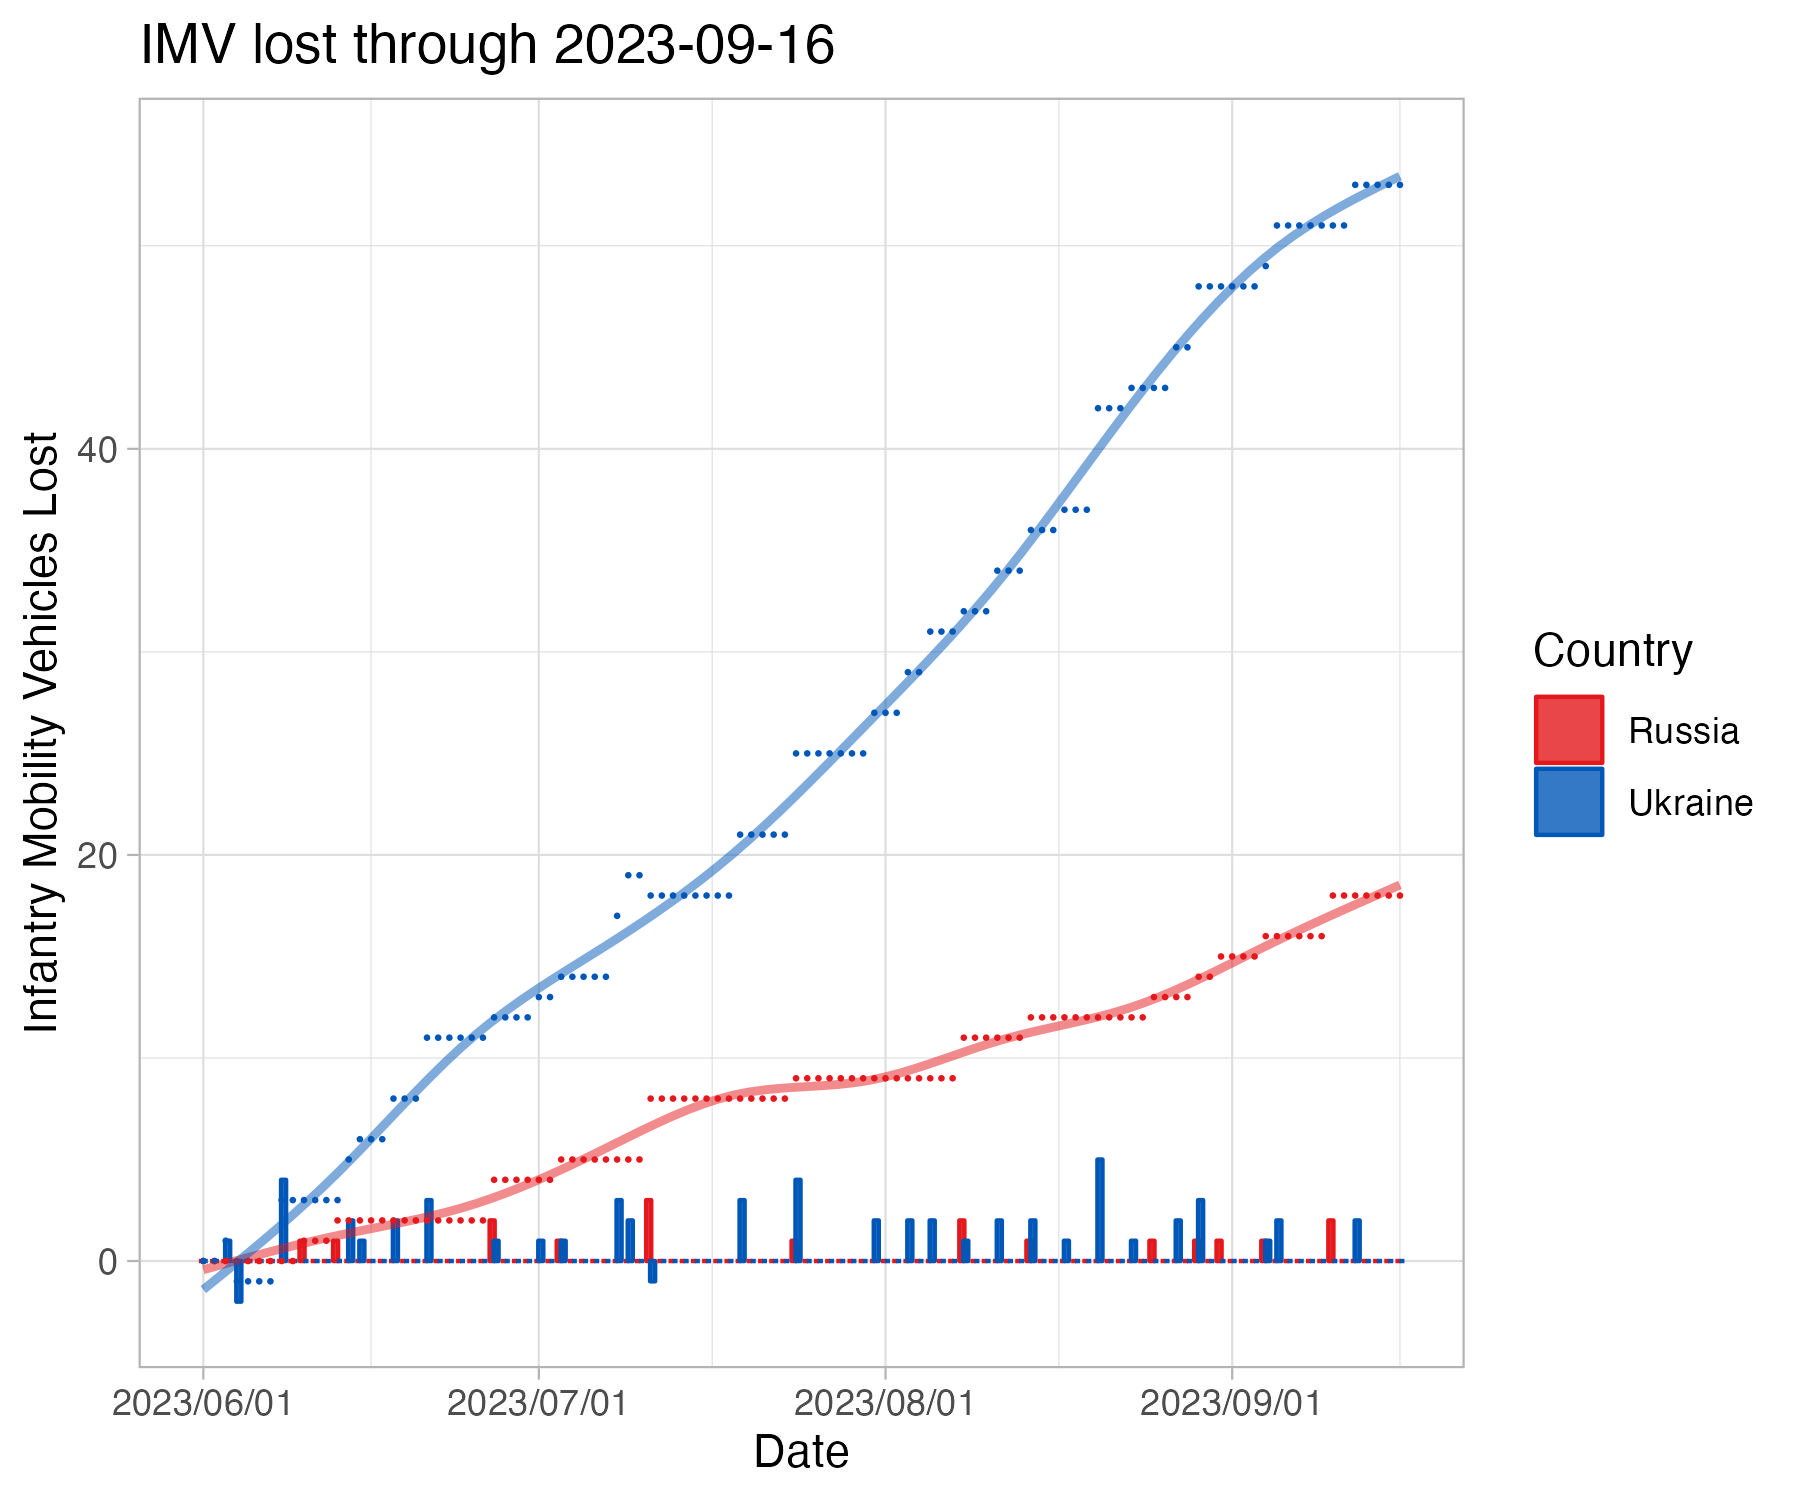 IMV lost through 2023-09-16
Infantry Mobility Vehicles Lost
40
20
0
2023/06/01
2023/07/01
2023/08/01
2023/09/01
Date
Country
Russia
Ukraine